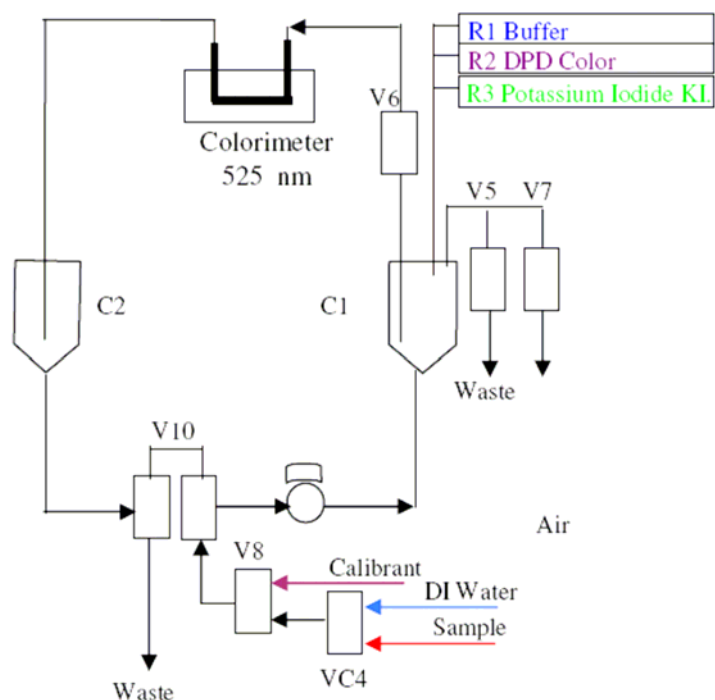 R1 Buffer
R2 DPD Color
R3 Potassium Iodide KI.
V6
Colorimeter
525 nm
V5
V7
C2
C1
Waste
V10
Air
V8
Calibrant
DI Water
Sample
VC4
Waste